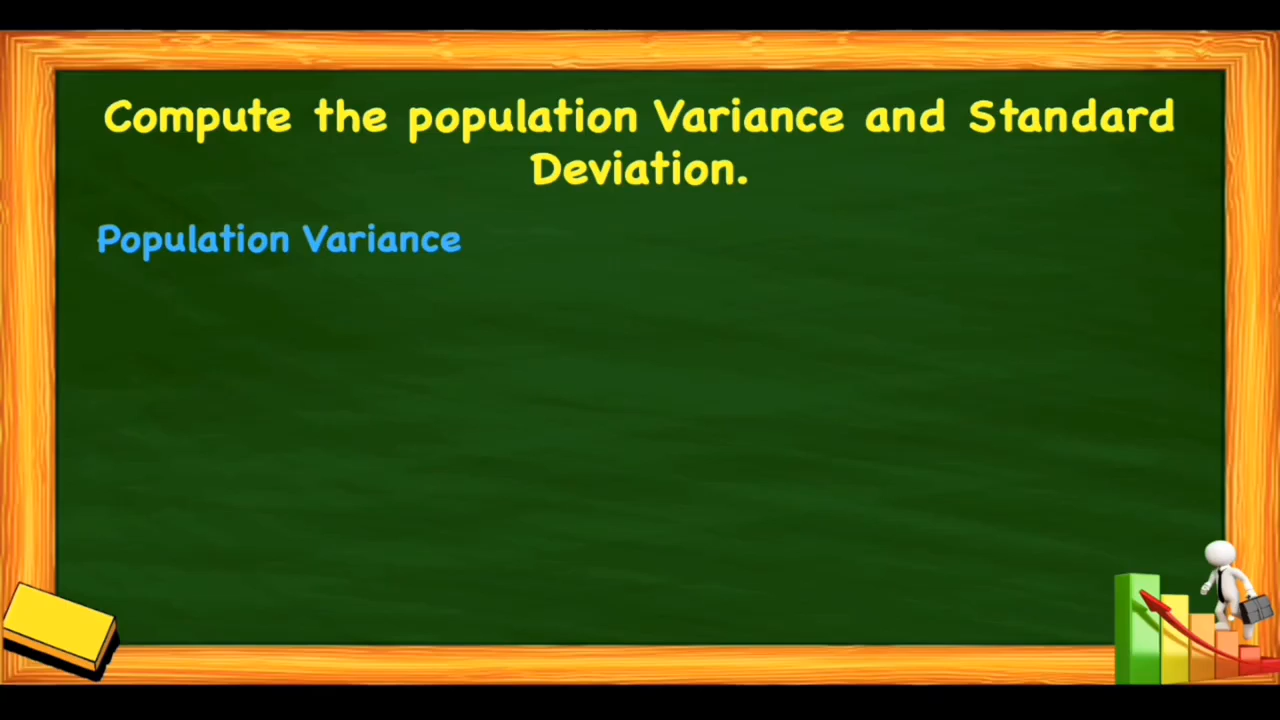 Compute the population Variance and Standard
Deviation.
Population Variance